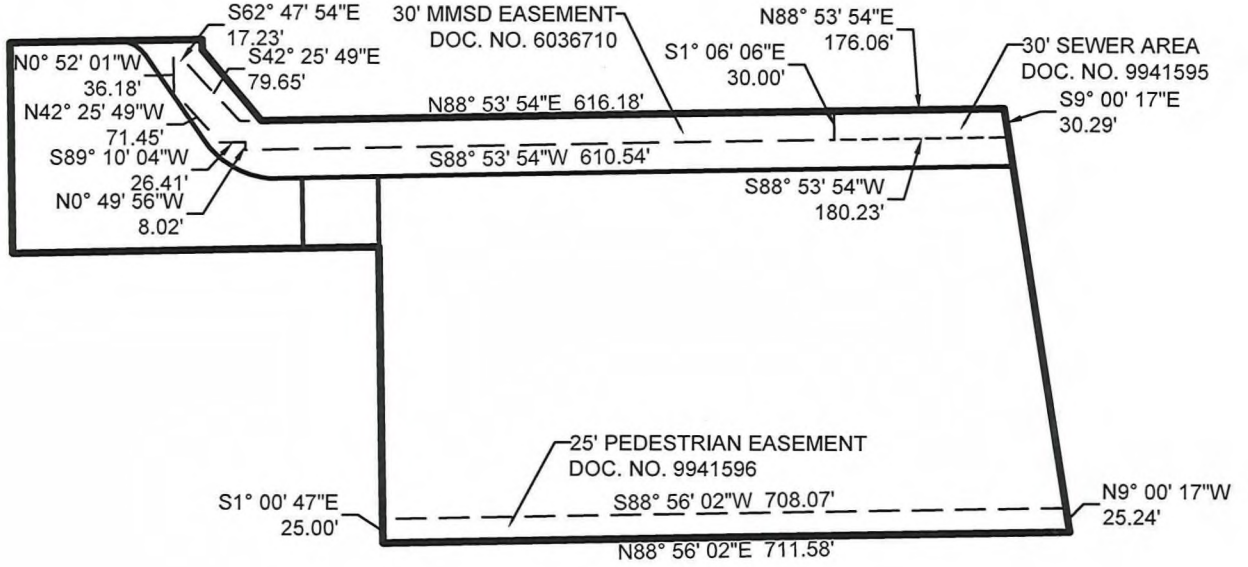 S62° 47' 54"E
17.23'
30' MMSD EASEMENT
DOC. NO. 6036710
N88° 53' 54"E
176.06'
S1° 06' 06"E
30.00'
30' SEWER AREA
DOC. NO. 9941595
S9° 00' 17"E
30.29'
N0° 52' 01"W
36.18'
S42° 25' 49"E
79.65'
N42° 25' 49"W
71.45'
N88° 53' 54"E 616.18'
S89° 10' 04"W
26.41'
S88° 53' 54"W 610.54'
N0° 49' 56"W
8.02'
S88° 53' 54"W
180.23'
25' PEDESTRIAN EASEMENT
DOC. NO. 9941596
S1° 00' 47"E
25.00'
S88° 56' 02"W 708.07'
N9° 00' 17"W
25.24'
N88° 56' 02"E 711.58'